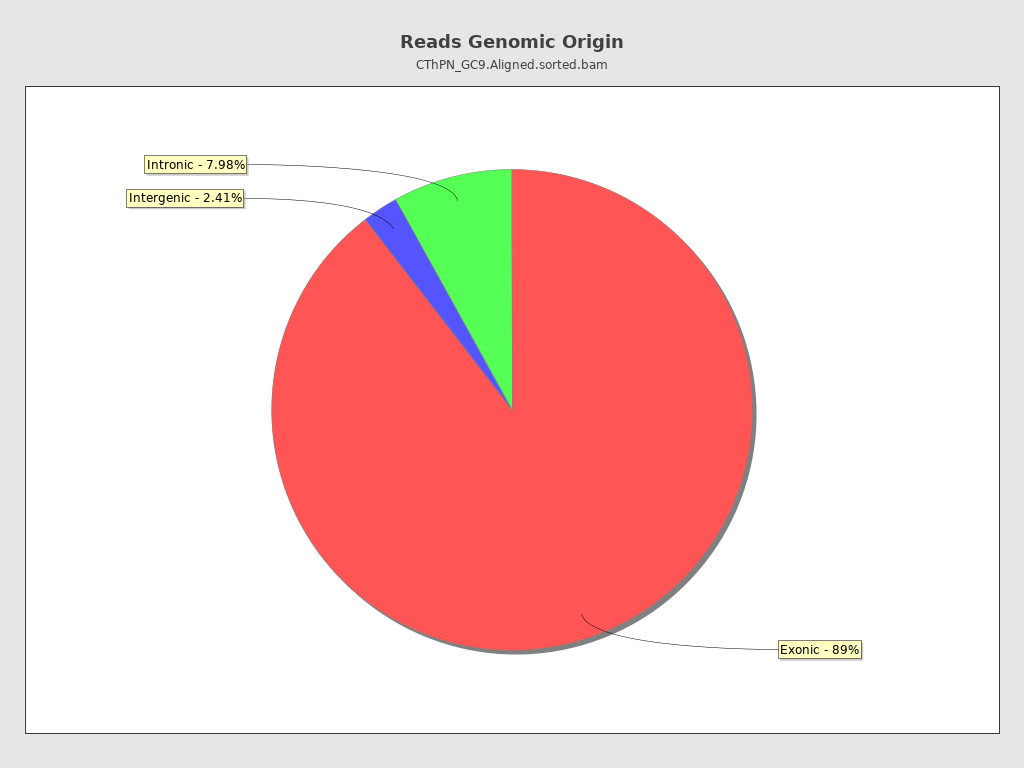 Reads Genomic Origin
CThPN_GC9.Aligned.sorted.bam
Intronic - 7.98%
Intergenic - 2.41%
Exonic - 89%